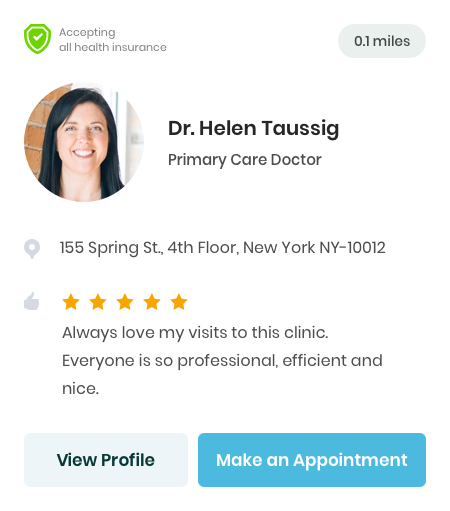 Accepting
all health insurance
0.1 miles
Dr. Helen Taussig
Primary Care Doctor
155 Spring St., 4th Floor, New York NY-10012
Always love my visits to this clinic.
Everyone is so professional, efficient and
nice.
View Profile
Make an Appointment